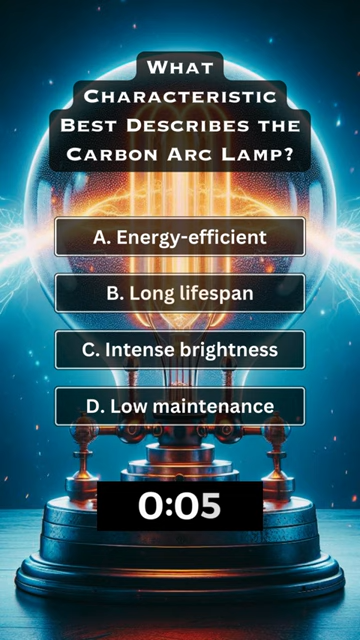 What
Characteristic
Best Describes the
Carbon Arc Lamp?
A. Energy-efficient
B. Long lifespan
C. Intense brightness
D. Low maintenance
0:05